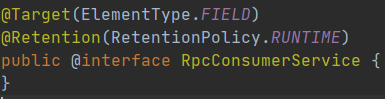 @Target(ElementType.FIELD)
@Retention(RetentionPolicy.RUNTIME)
public @interface RpcConsumerService {
}